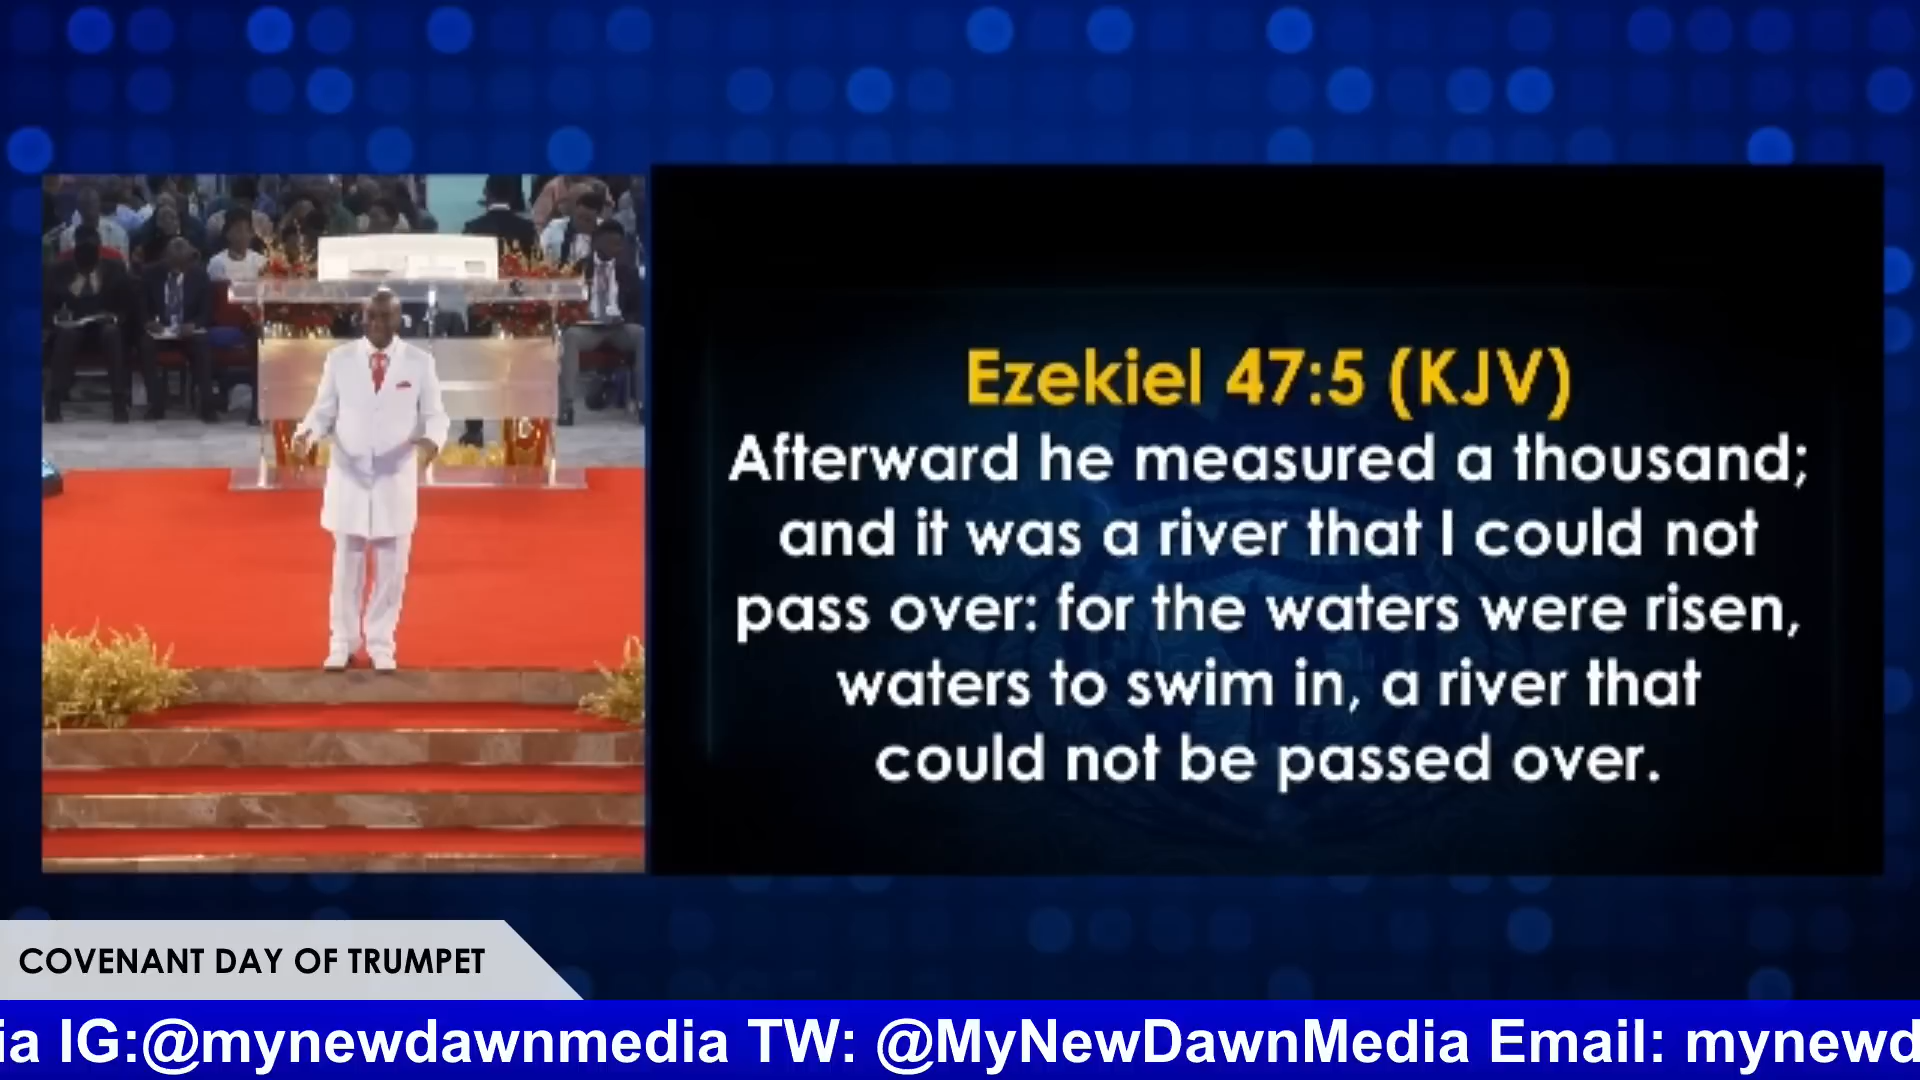 Ezekiel 47:5 (KJV)
Afterward he measured a thousand;
and it was a river that I could not
pass over: for the waters were risen,
waters to swim in, a river that
could not be passed over.
COVENANT DAY OF TRUMPET
ia IG:@mynewdawnmedia TW: @MyNewDawnMedia Email: mynewd